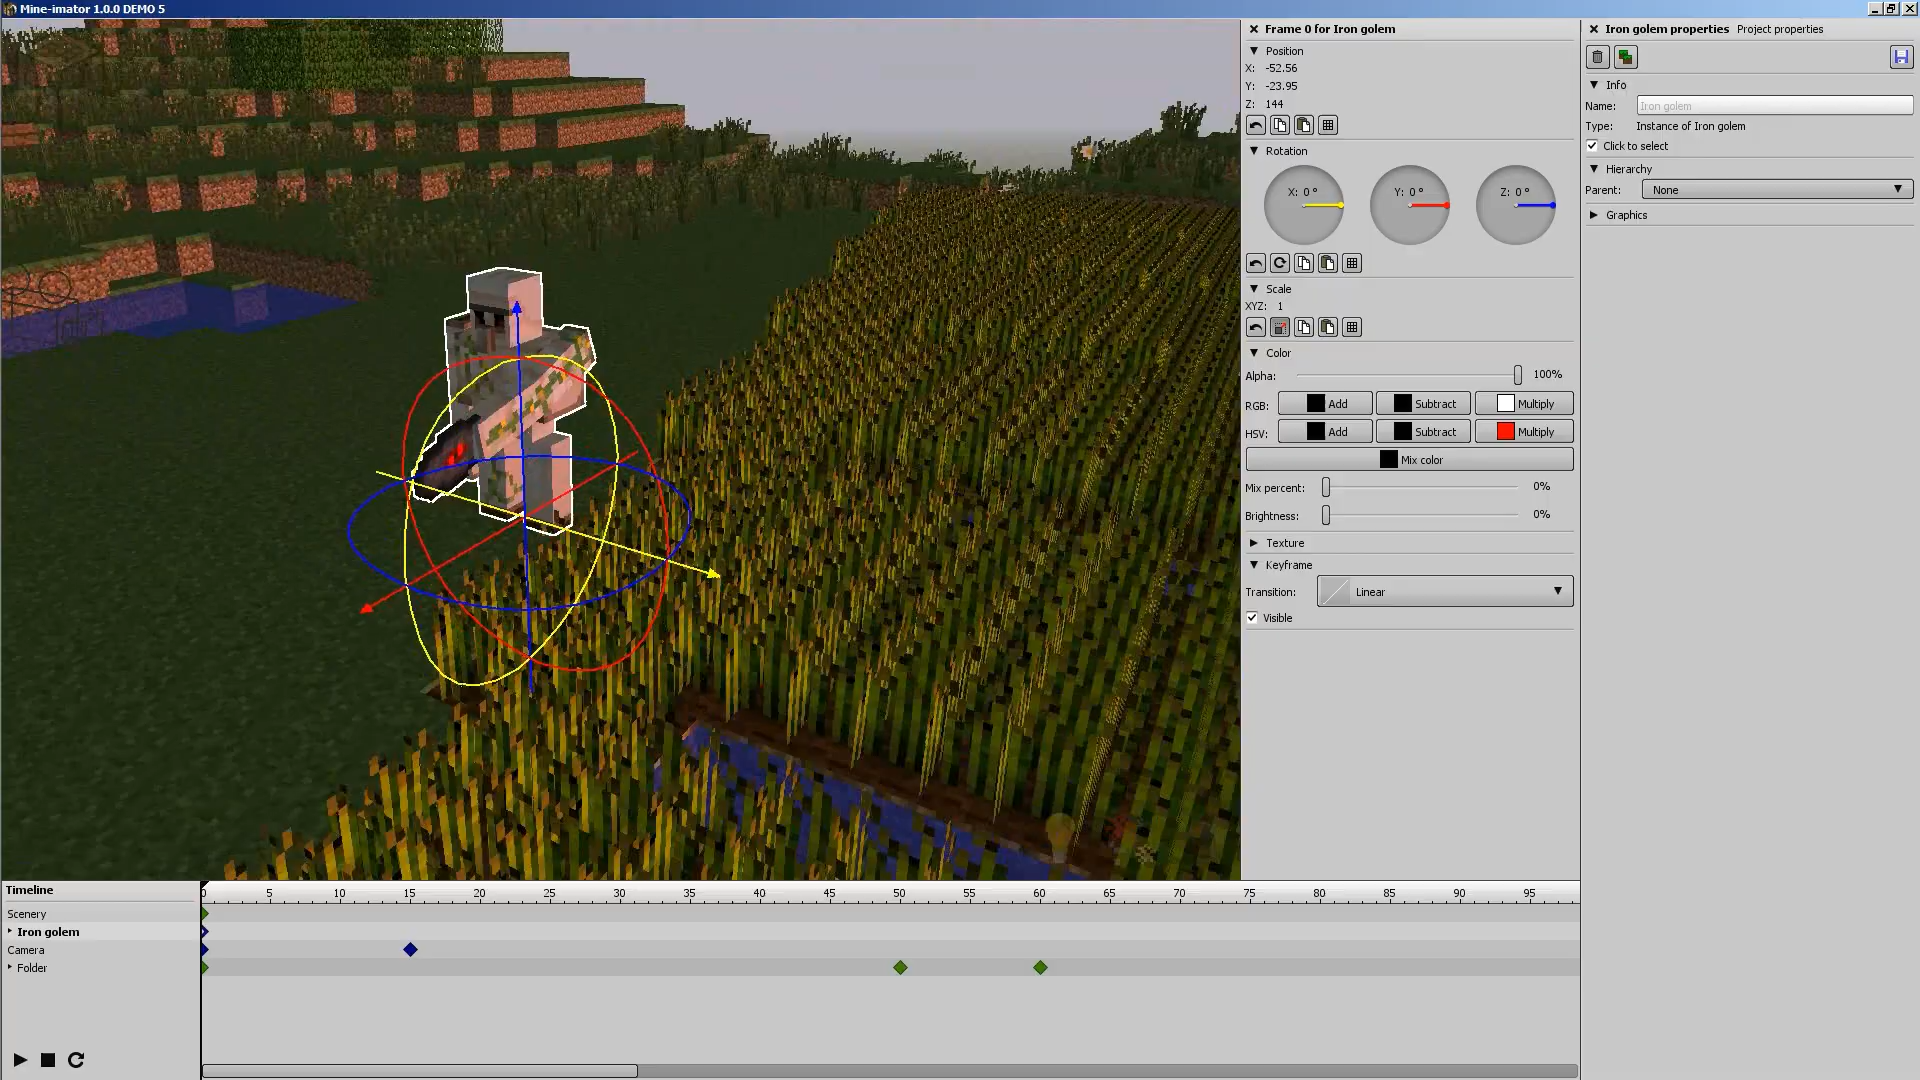 Mine-imator 1.0.0 DEMO 5
Frame 0 for Iron golem
Position
X: -52.56
Y: -23.95
Z: 144
Rotation
X: 0 ° Y: 0 ° Z: 0 °
Scale
XYZ: 1
Color
Alpha: 100%
RGB: Add Subtract Multiply
HSV: Add Subtract Multiply
Mix color
Mix percent: 0%
Brightness: 0%
Texture
Keyframe
Transition: Linear
Visible
Iron golem properties Project properties
Info
Name: Iron golem
Type: Instance of Iron golem
Click to select
Hierarchy
Parent: None
Graphics
Timeline
0 5 10 15 20 25 30 35 40 45 50 55 60 65 70 75 80 85 90 95
Scenery
Iron golem
Camera
Folder